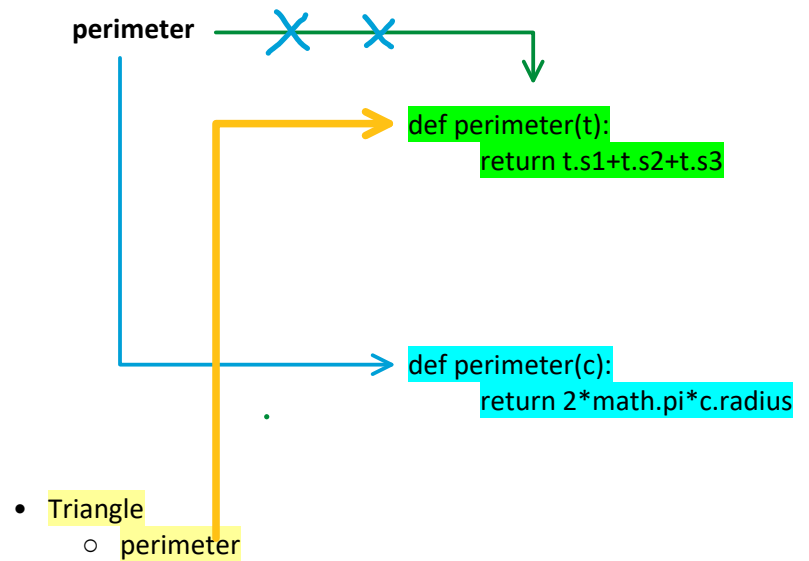 perimeter
def perimeter(t):
return t.s1+t.s2+t.s3
def perimeter(c):
return 2*math.pi*c.radius
• Triangle
○ perimeter